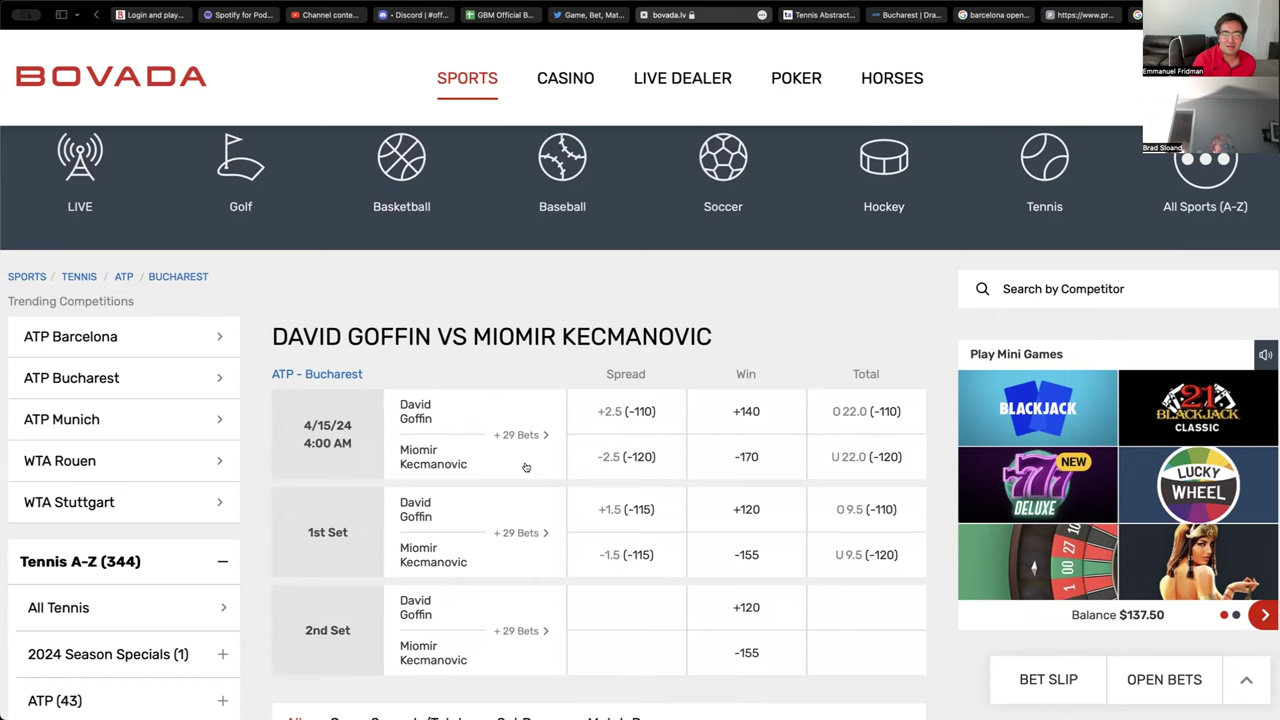 Login and play...
Spotify for Pod...
Channel conte...
Discord | #off...
GBM Official B...
Game, Bet, Mat...
bovada.lv
Tennis Abstract...
Bucharest | Dra...
barcelona open...
https://www.pr...
Emmanuel Fridman
Brad Sloand
BOVADA
SPORTS
CASINO
LIVE DEALER
POKER
HORSES
LIVE
Golf
Basketball
Baseball
Soccer
Hockey
Tennis
All Sports (A-Z)
SPORTS / TENNIS / ATP / BUCHAREST
Trending Competitions
ATP Barcelona
ATP Bucharest
ATP Munich
WTA Rouen
WTA Stuttgart
Tennis A-Z (344)
All Tennis
2024 Season Specials (1)
ATP (43)
DAVID GOFFIN VS MIOMIR KECMANOVIC
ATP - Bucharest
Spread
Win
Total
4/15/24
4:00 AM
David
Goffin
+ 29 Bets
Miomir
Kecmanovic
+2.5 (-110)
+140
O 22.0 (-110)
-2.5 (-120)
-170
U 22.0 (-120)
1st Set
David
Goffin
+ 29 Bets
Miomir
Kecmanovic
+1.5 (-115)
+120
O 9.5 (-110)
-1.5 (-115)
-155
U 9.5 (-120)
2nd Set
David
Goffin
+ 29 Bets
Miomir
Kecmanovic
+120
-155
Search by Competitor
Play Mini Games
BLACKJACK
21
BLACKJACK
CLASSIC
NEW
777
DELUXE
LUCKY
WHEEL
Balance $137.50
BET SLIP
OPEN BETS